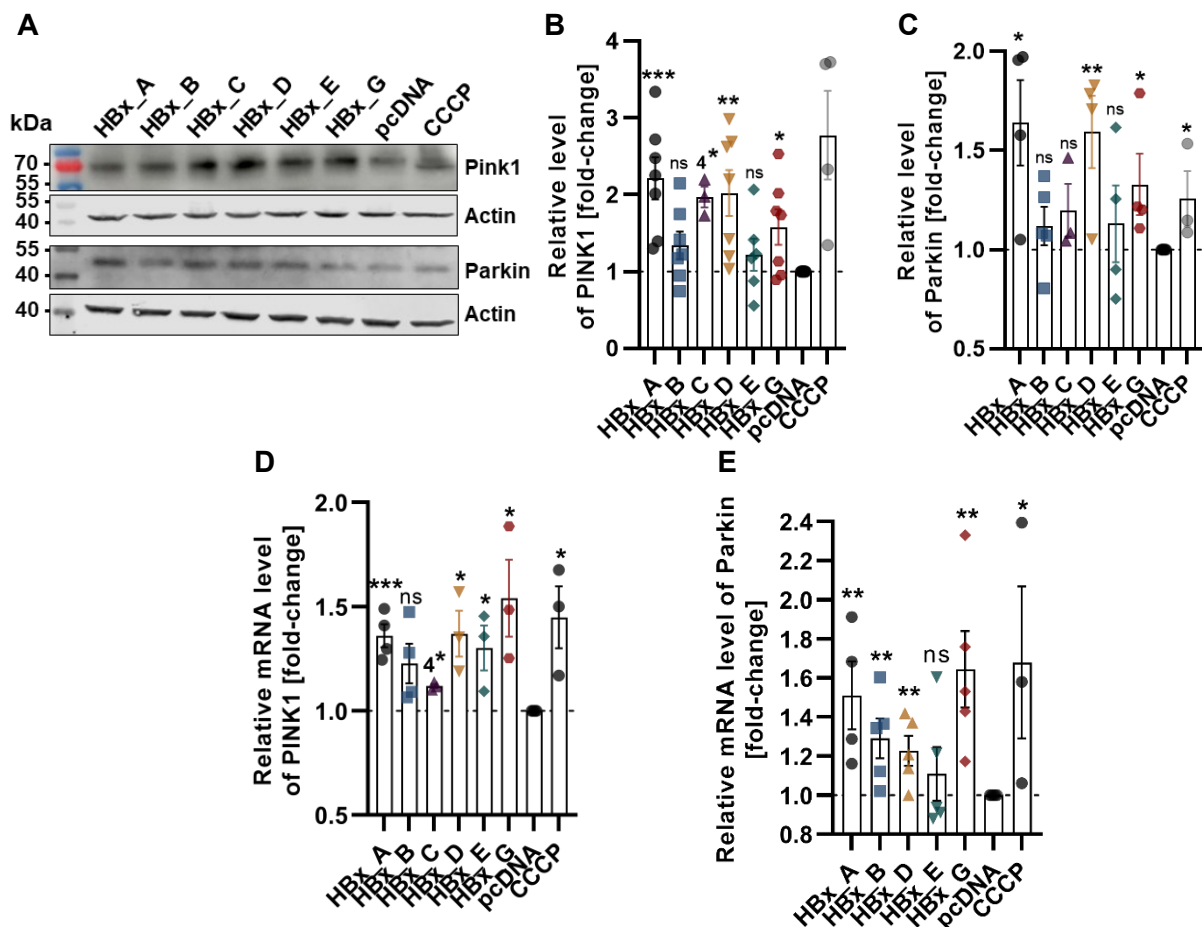 A
HBx_A
HBx_B
HBx_C
HBx_D
HBx_E
HBx_G
pcDNA
CCCP
kDa
70
55
Pink1
55
40
Actin
55
40
Parkin
40
Actin
B
Relative level
of PINK1 [fold-change]
4
3
2
1
0
***
ns
4*
**
ns
*
HBx_A
HBx_B
HBx_C
HBx_D
HBx_E
HBx_G
pcDNA
CCCP
C
Relative level
of Parkin [fold-change]
2.0
1.5
1.0
0.5
*
ns
ns
**
ns
*
*
HBx_A
HBx_B
HBx_C
HBx_D
HBx_E
HBx_G
pcDNA
CCCP
D
Relative mRNA level
of PINK1 [fold-change]
2.0
1.5
1.0
0.5
***
ns
4*
*
*
*
*
HBx_A
HBx_B
HBx_C
HBx_D
HBx_E
HBx_G
pcDNA
CCCP
E
Relative mRNA level of Parkin
[fold-change]
2.4
2.2
2.0
1.8
1.6
1.4
1.2
1.0
0.8
**
**
**
ns
**
*
HBx_A
HBx_B
HBx_D
HBx_E
HBx_G
pcDNA
CCCP